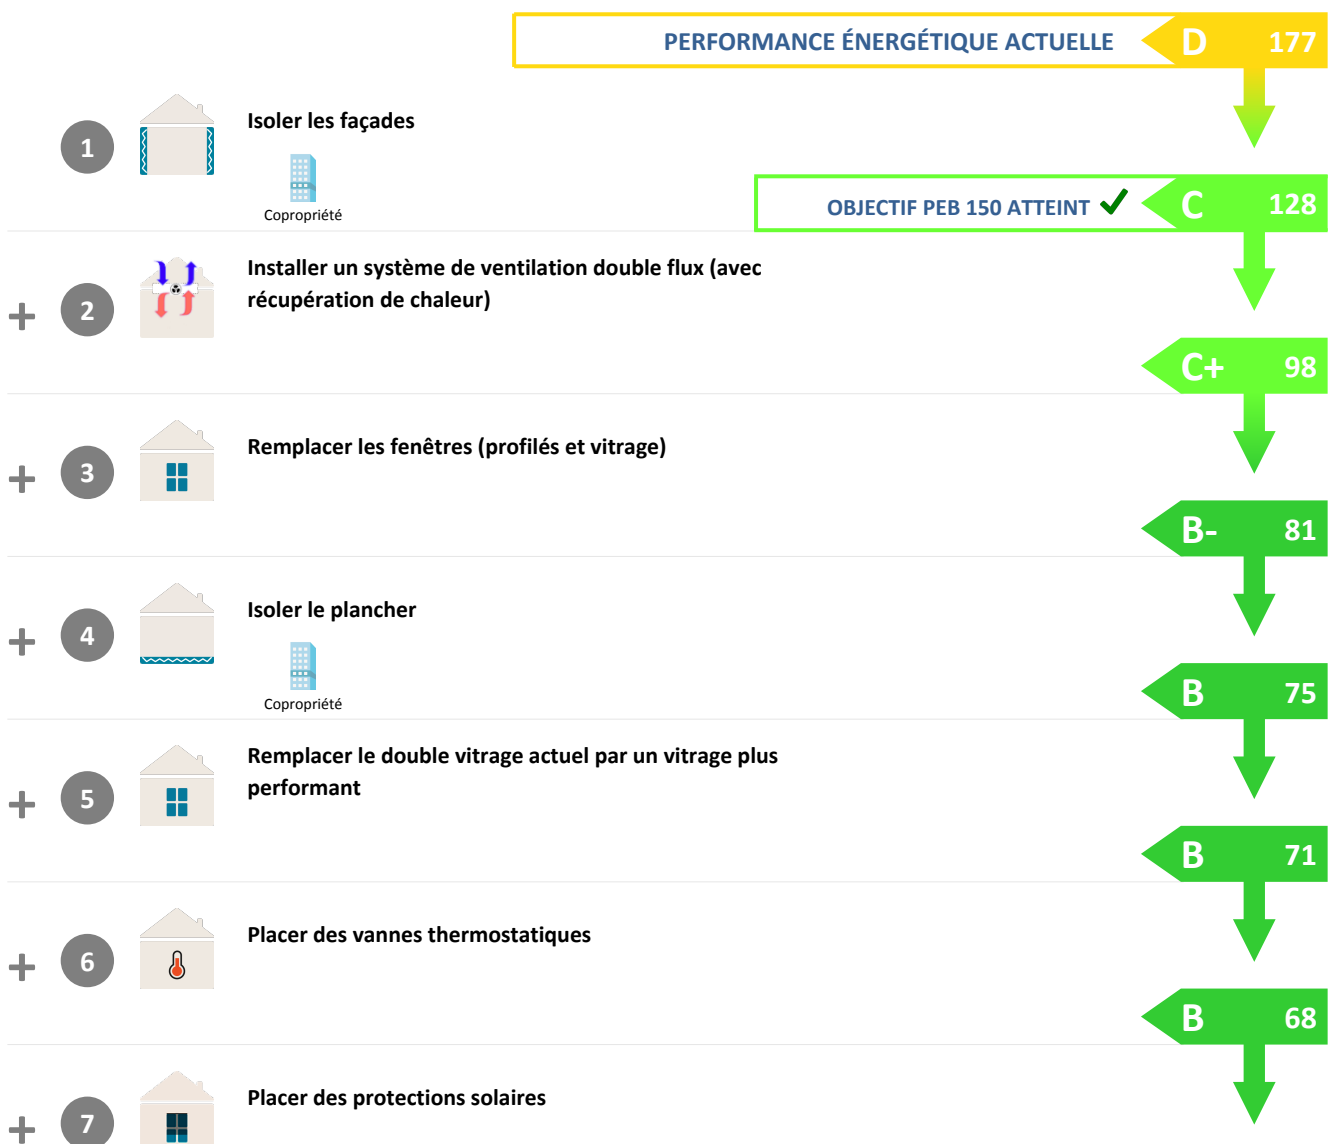 PERFORMANCE ÉNERGÉTIQUE ACTUELLE D 177
1 Isoler les façades
Copropriété
OBJECTIF PEB 150 ATTEINT C 128
+ 2 Installer un système de ventilation double flux (avec
récupération de chaleur)
C+ 98
+ 3 Remplacer les fenêtres (profilés et vitrage)
B- 81
+ 4 Isoler le plancher
Copropriété
B 75
+ 5 Remplacer le double vitrage actuel par un vitrage plus
performant
B 71
+ 6 Placer des vannes thermostatiques
B 68
+ 7 Placer des protections solaires